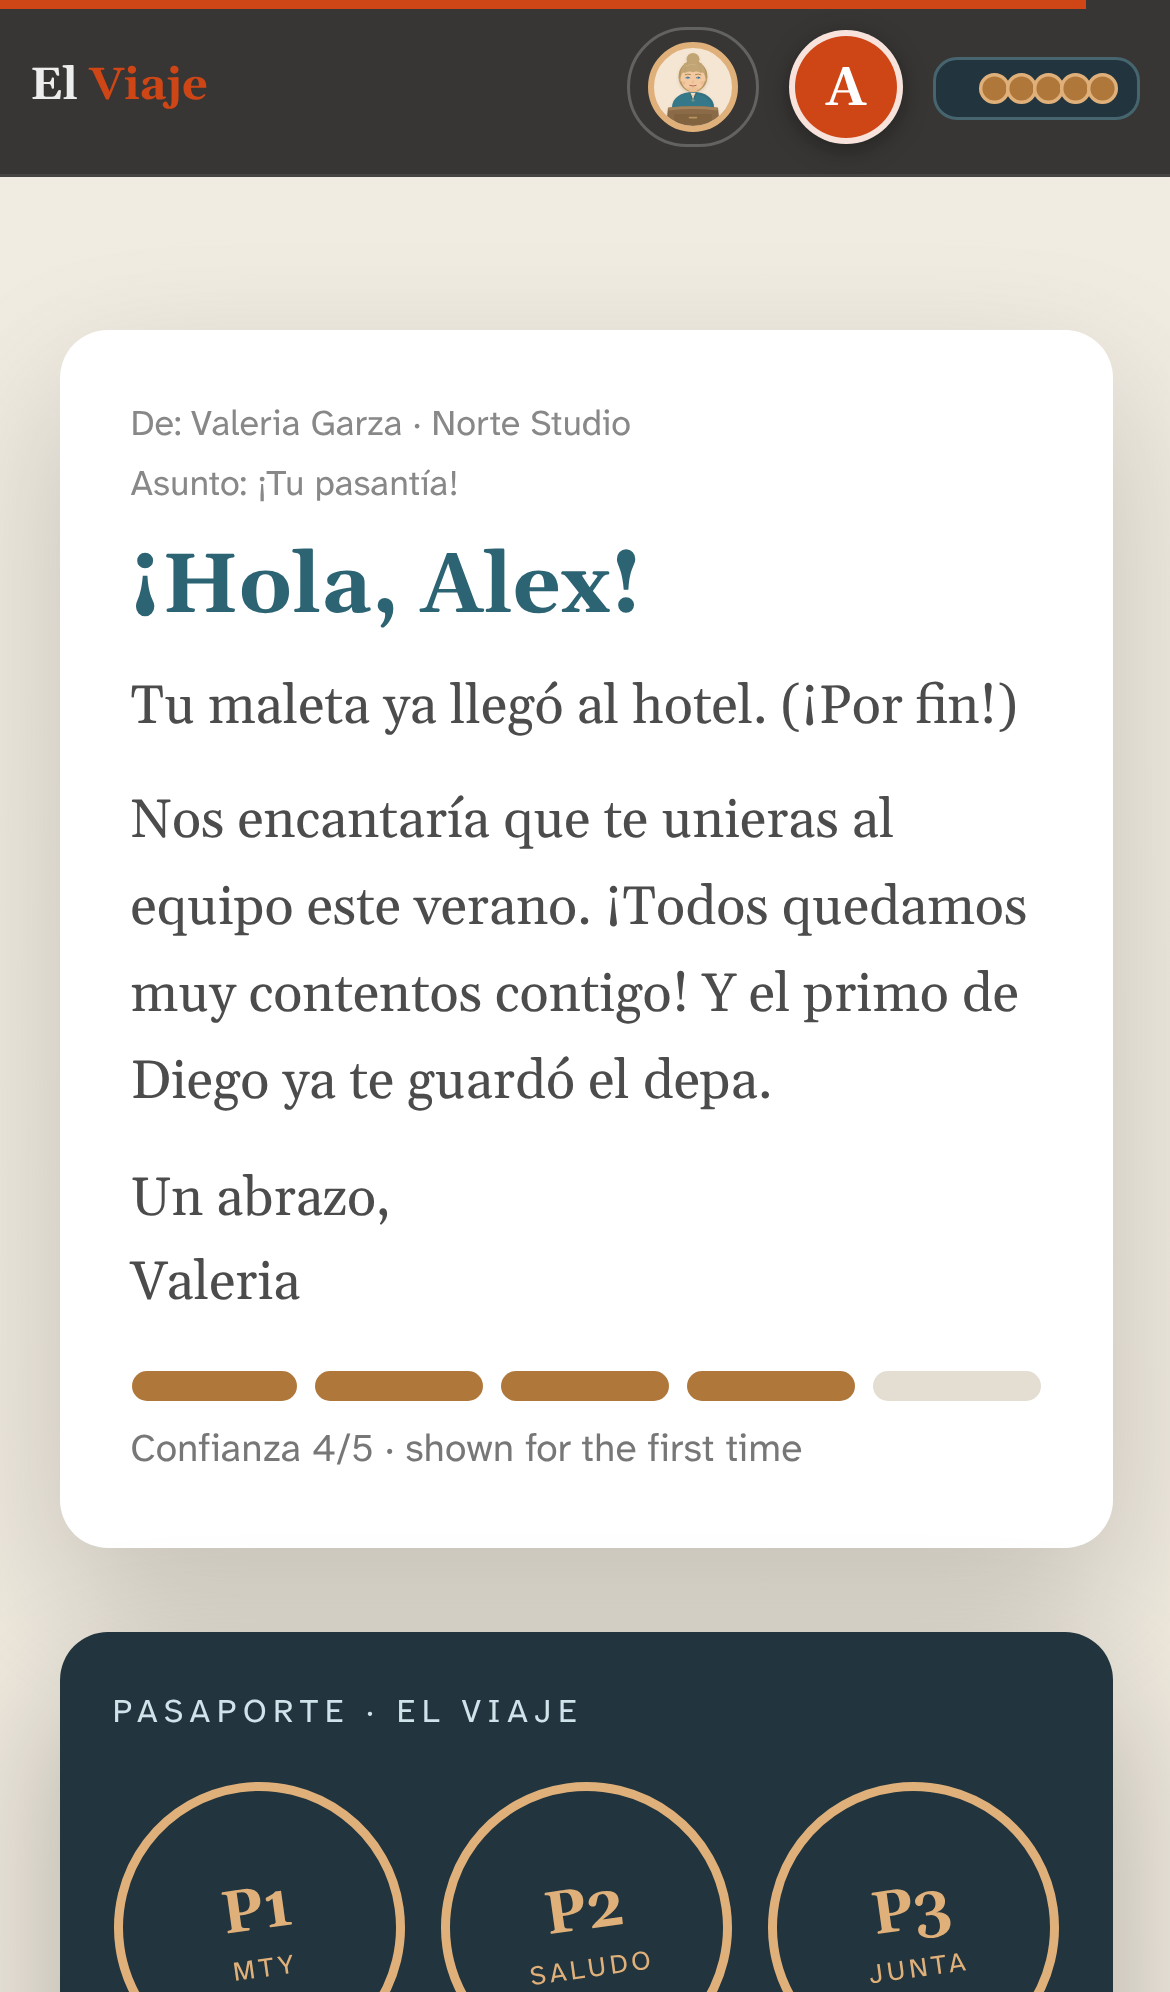 El Viaje
A
De: Valeria Garza · Norte Studio
Asunto: ¡Tu pasantía!
¡Hola, Alex!
Tu maleta ya llegó al hotel. (¡Por fin!)
Nos encantaría que te unieras al
equipo este verano. ¡Todos quedamos
muy contentos contigo! Y el primo de
Diego ya te guardó el depa.
Un abrazo,
Valeria
Confianza 4/5 · shown for the first time
PASAPORTE · EL VIAJE
P1
MTY
P2
SALUDO
P3
JUNTA